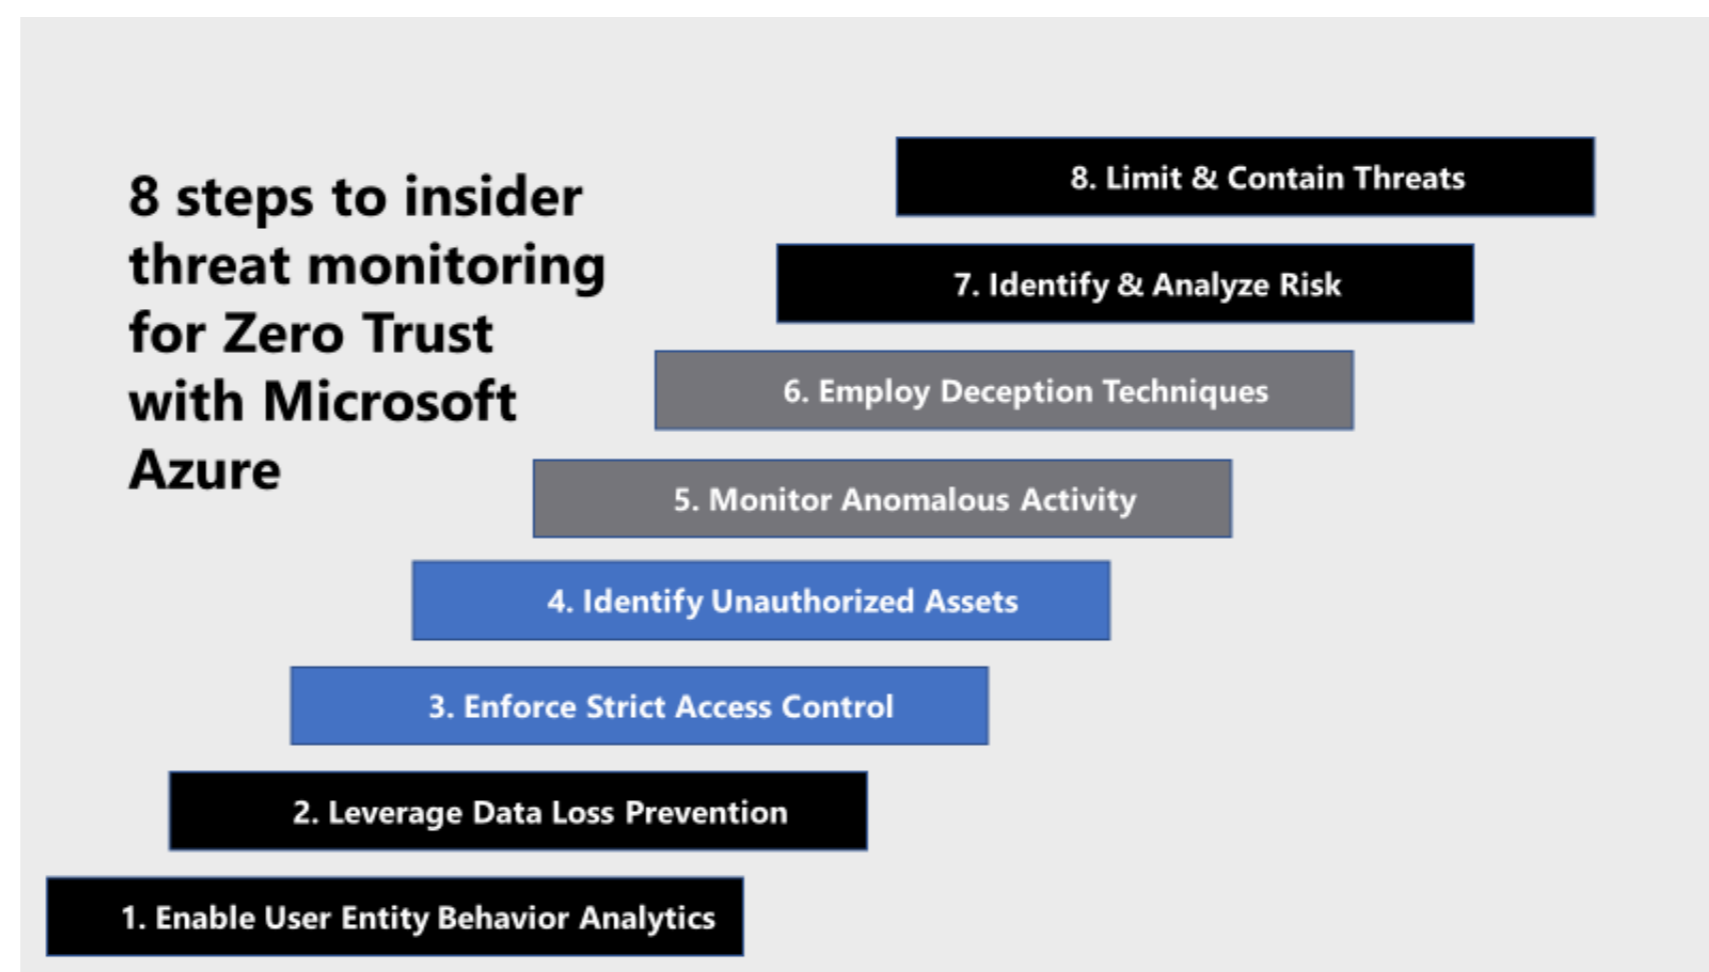 8 steps to insider
threat monitoring
for Zero Trust
with Microsoft
Azure
8. Limit & Contain Threats
7. Identify & Analyze Risk
6. Employ Deception Techniques
5. Monitor Anomalous Activity
4. Identify Unauthorized Assets
3. Enforce Strict Access Control
2. Leverage Data Loss Prevention
1. Enable User Entity Behavior Analytics